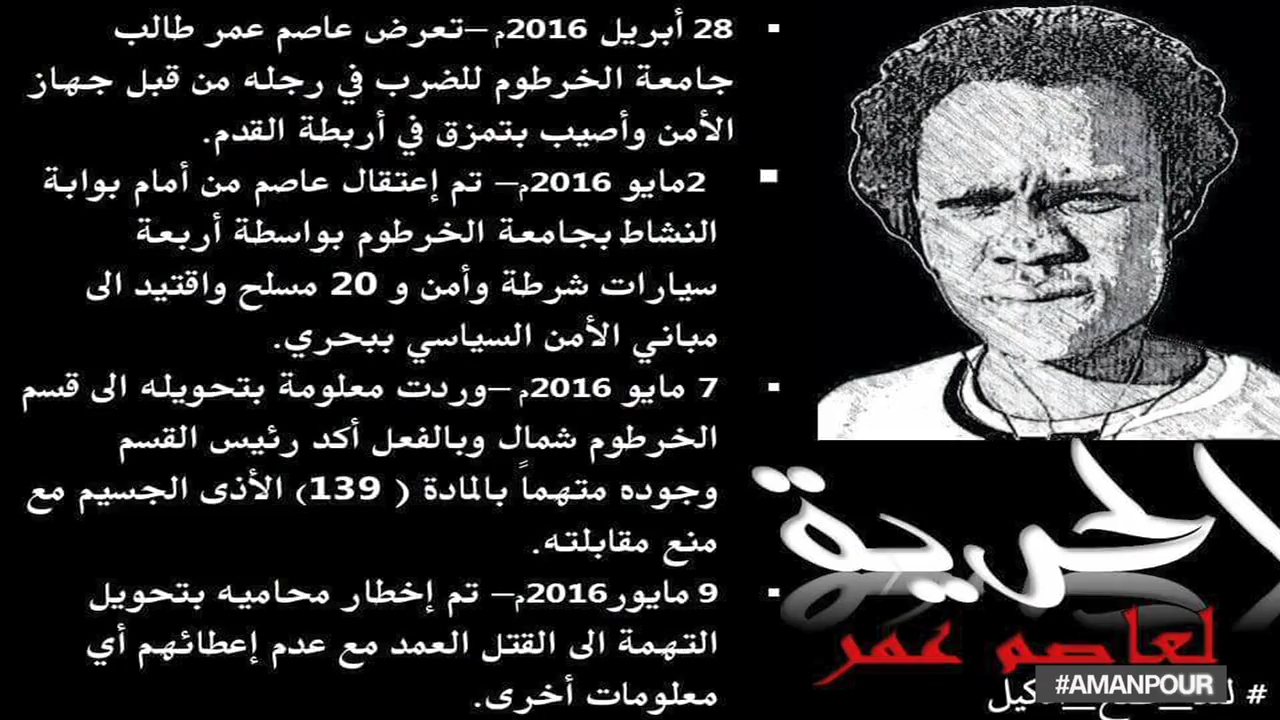 28 أبريل 2016م –تعرض عاصم عمر طالب
جامعة الخرطوم للضرب في رجله من قبل جهاز
الأمن وأصيب بتمزق في أربطة القدم.
2مايو 2016م– تم إعتقال عاصم من أمام بوابة
النشاط بجامعة الخرطوم بواسطة أربعة
سيارات شرطة وأمن و 20 مسلح واقتيد الى
مباني الأمن السياسي ببحري.
7 مايو 2016م –وردت معلومة بتحويله الى قسم
الخرطوم شمال وبالفعل أكد رئيس القسم
وجوده متهماً بالمادة ( 139) الأذى الجسيم مع
منع مقابلته.
9 مايور2016م– تم إخطار محاميه بتحويل
التهمة الى القتل العمد مع عدم إعطائهم أي
معلومات أخرى.
الحرية
لعاصم عمر
#AMANPOUR